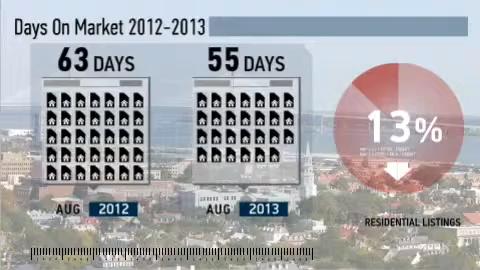 Days On Market 2012-2013
63 DAYS
55 DAYS
13%
AUG 2012
AUG 2013
RESIDENTIAL LISTINGS